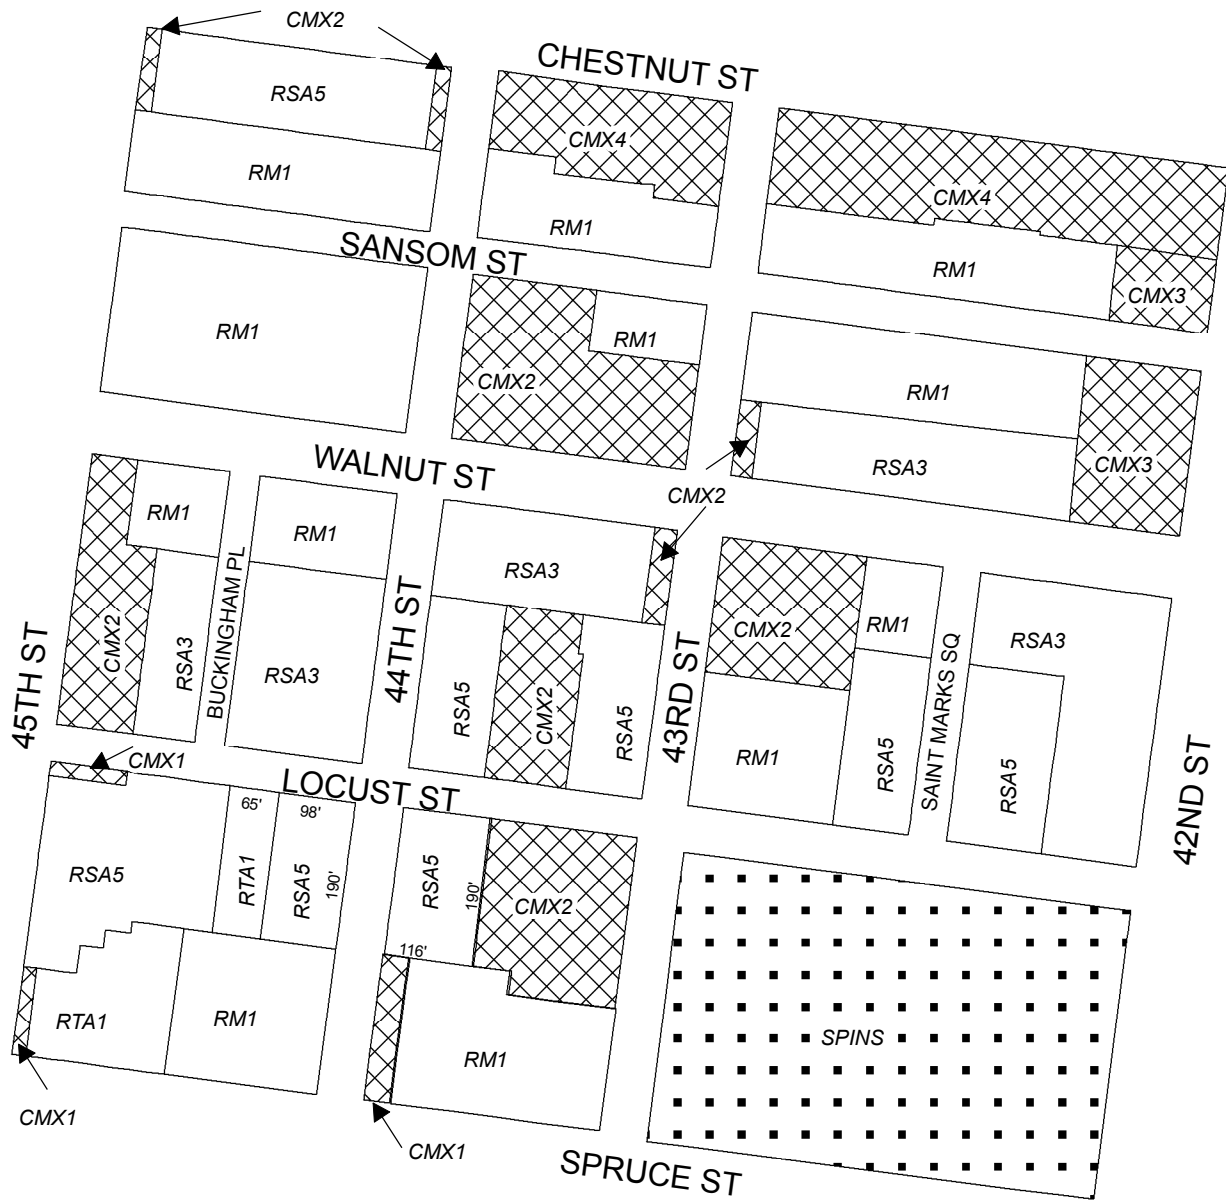 CMX2
CHESTNUT ST
RSA5
CMX4
RM1
CMX4
RM1
SANSOM ST
RM1
CMX3
RM1
RM1
CMX2
RM1
WALNUT ST
RSA3
CMX3
CMX2
RM1
RM1
RSA3
CMX2
RM1
RSA3
45TH ST
CMX2
RSA3
BUCKINGHAM PL
RSA3
44TH ST
RSA5
CMX2
RSA5
43RD ST
RM1
RSA5
SAINT MARKS SQ
RSA5
42ND ST
CMX1
LOCUST ST
65'
98'
RSA5
RTA1
RSA5
190'
RSA5
190'
CMX2
116'
RTA1
RM1
RM1
SPINS
CMX1
CMX1
SPRUCE ST